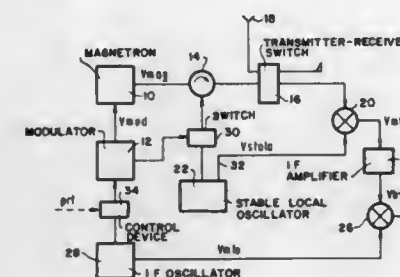 18
TRANSMITTER-RECEIVE
SWITCH
MAGNETRON
14
Vmag
10
16
20
Vmod
SWITCH
30
MODULATOR
12
Vstalo
22
32
I.F
AMPLIFIER
34
STABLE LOCAL
OSCILLATOR
prf
CONTROL
DEVICE
26
28
Vmlo
I.F OSCILLATOR